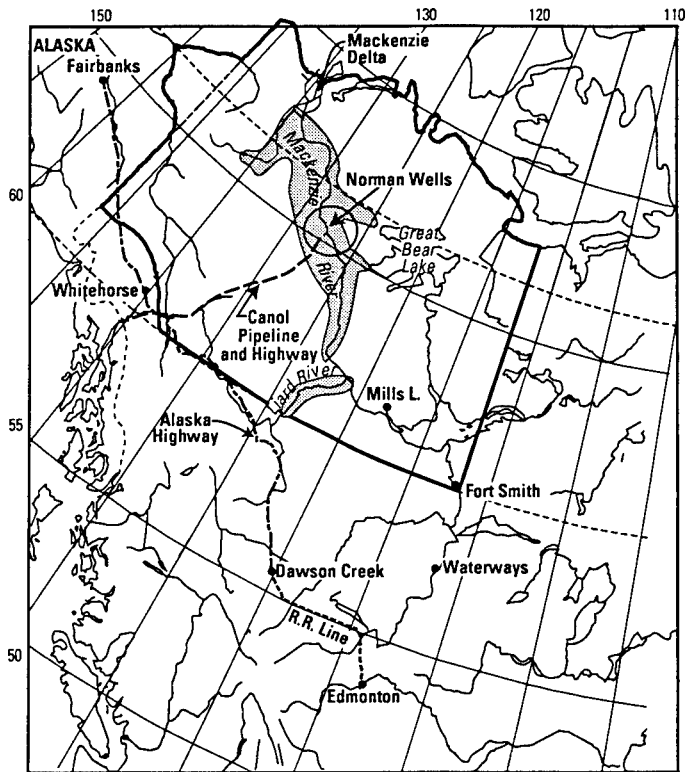 150
130
120
110
ALASKA
Fairbanks
Mackenzie
Delta
Mackenzie
River
Norman Wells
60
Great
Bear
Lake
Whitehorse
Canol
Pipeline
and Highway
Liard River
Mills L.
Alaska
Highway
55
Fort Smith
Dawson Creek
Waterways
R.R. Line
50
Edmonton